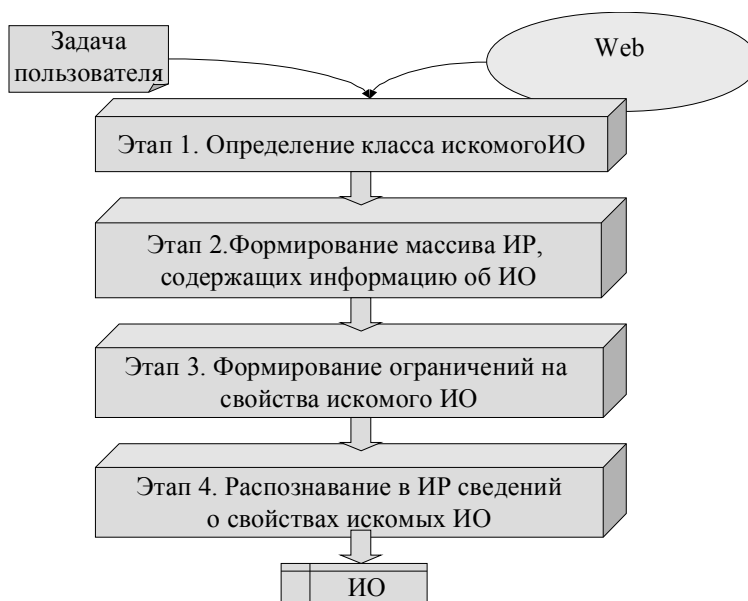 Задача
пользователя
Web
Этап 1. Определение класса искомогоИО
Этап 2.Формирование массива ИР,
содержащих информацию об ИО
Этап 3. Формирование ограничений на
свойства искомого ИО
Этап 4. Распознавание в ИР сведений
о свойствах искомых ИО
ИО